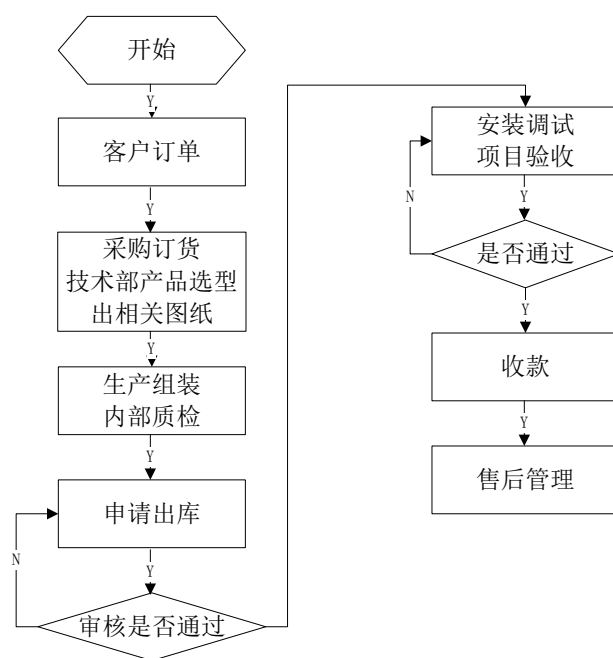 开始
Y
客户订单
Y
采购订货
技术部产品选型
出相关图纸
Y
生产组装
内部质检
Y
申请出库
N
Y
审核是否通过
安装调试
项目验收
N
Y
是否通过
Y
收款
Y
售后管理